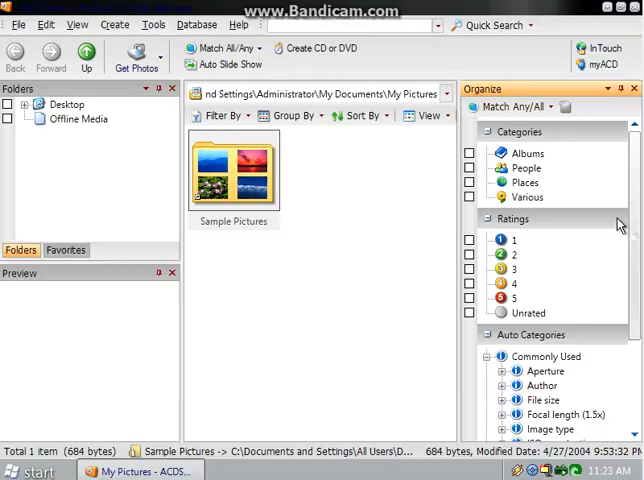 www.Bandicam.com
File Edit View Create Tools Database Help Quick Search
Match All/Any Create CD or DVD InTouch
Back Forward Up Get Photos Auto Slide Show myACD
Folders Organize
nd Settings\Administrator\My Documents\My Pictures Match Any/All
Desktop Filter By Group By Sort By View Categories
Offline Media
Albums
People
Places
Various
Sample Pictures Ratings
1
2
Folders Favorites
3
Preview
4
5
Unrated
Auto Categories
Commonly Used
Aperture
Author
File size
Focal length (1.5x)
Image type
Total 1 item (684 bytes) Sample Pictures -> C:\Documents and Settings\All Users\D... 684 bytes, Modified Date: 4/27/2004 9:53:32 PM
start My Pictures - ACDS... 11:23 AM